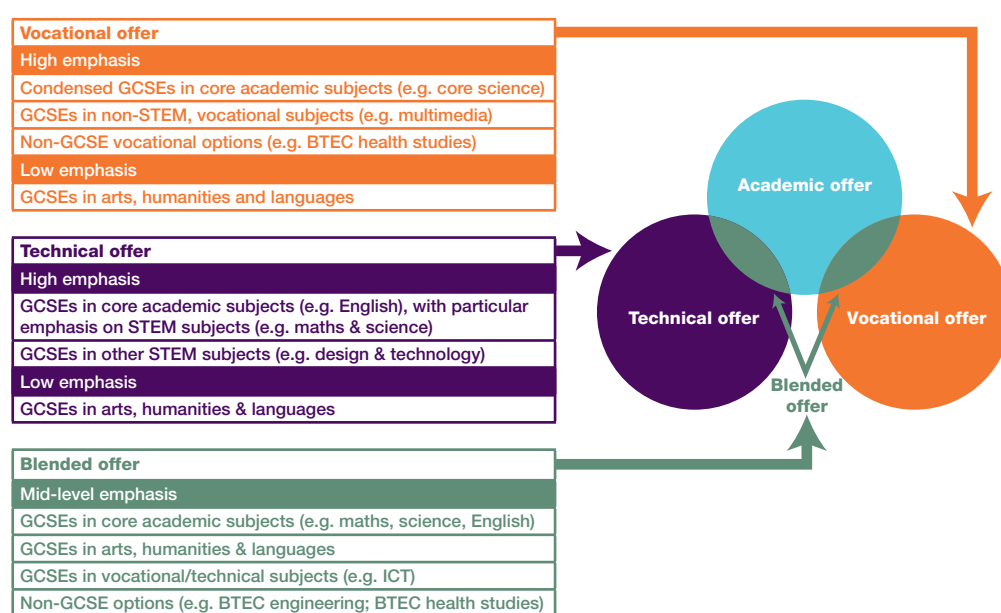 Vocational offer
High emphasis
Condensed GCSEs in core academic subjects (e.g. core science)
GCSEs in non-STEM, vocational subjects (e.g. multimedia)
Non-GCSE vocational options (e.g. BTEC health studies)
Low emphasis
GCSEs in arts, humanities and languages
Technical offer
High emphasis
GCSEs in core academic subjects (e.g. English), with particular
emphasis on STEM subjects (e.g. maths & science)
GCSEs in other STEM subjects (e.g. design & technology)
Low emphasis
GCSEs in arts, humanities & languages
Blended offer
Mid-level emphasis
GCSEs in core academic subjects (e.g. maths, science, English)
GCSEs in arts, humanities & languages
GCSEs in vocational/technical subjects (e.g. ICT)
Non-GCSE options (e.g. BTEC engineering; BTEC health studies)
Academic offer
Technical offer
Vocational offer
Blended
offer